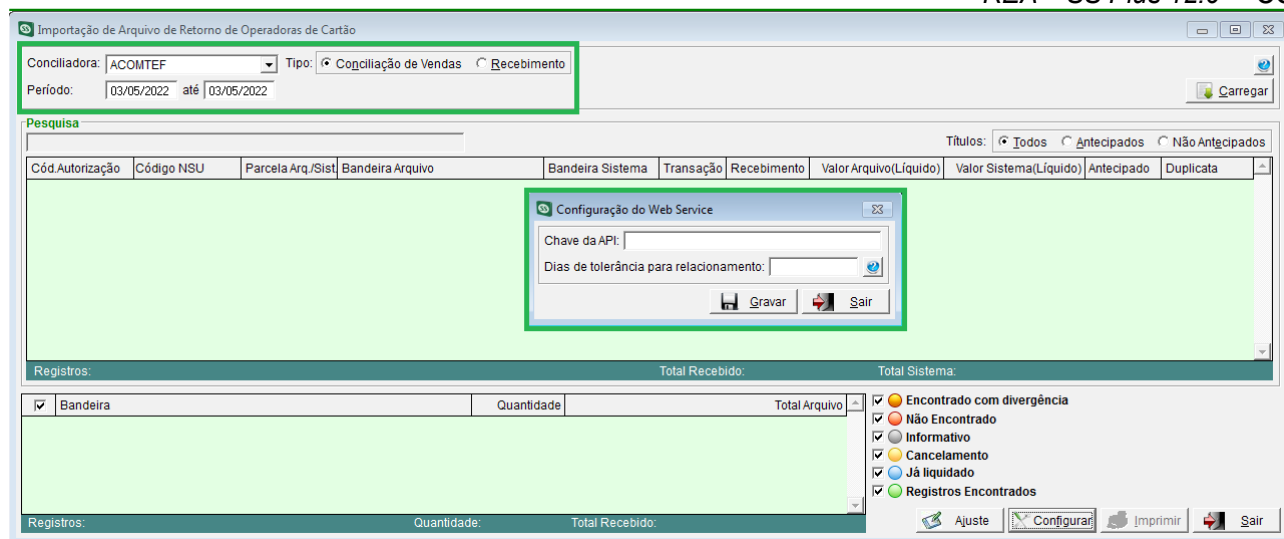 Importação de Arquivo de Retorno de Operadoras de Cartão
Conciliadora: ACOMTEF Tipo: Conciliação de Vendas Recebimento
Período: 03/05/2022 até 03/05/2022
Carregar
Pesquisa
Títulos: Todos Antecipados Não Antecipados
Cód.Autorização Código NSU Parcela Arq./Sist. Bandeira Arquivo Bandeira Sistema Transação Recebimento Valor Arquivo(Líquido) Valor Sistema(Líquido) Antecipado Duplicata
Configuração do Web Service
Chave da API:
Dias de tolerância para relacionamento:
Gravar Sair
Registros: Total Recebido: Total Sistema:
Bandeira Quantidade Total Arquivo
Encontrado com divergência
Não Encontrado
Informativo
Cancelamento
Já liquidado
Registros Encontrados
Registros: Quantidade: Total Recebido:
Ajuste Configurar Imprimir Sair